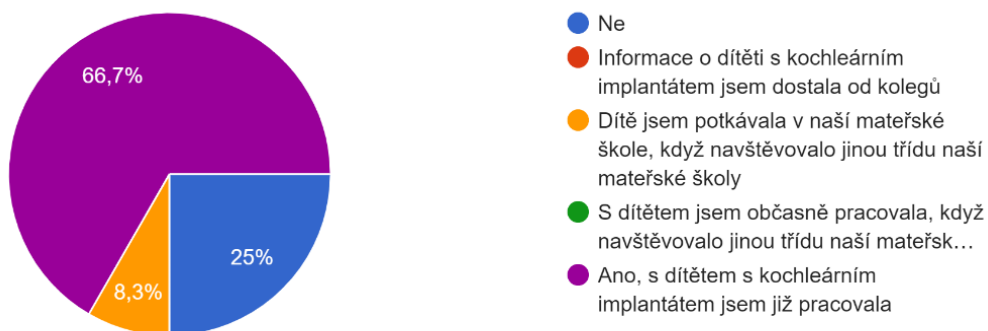 66,7%
8,3%
25%
Ne
Informace o dítěti s kochleárním
implantátem jsem dostala od kolegů
Dítě jsem potkávala v naší mateřské
škole, když navštěvovalo jinou třídu naší
mateřské školy
S dítětem jsem občasně pracovala, když
navštěvovalo jinou třídu naší mateřsk…
Ano, s dítětem s kochleárním
implantátem jsem již pracovala